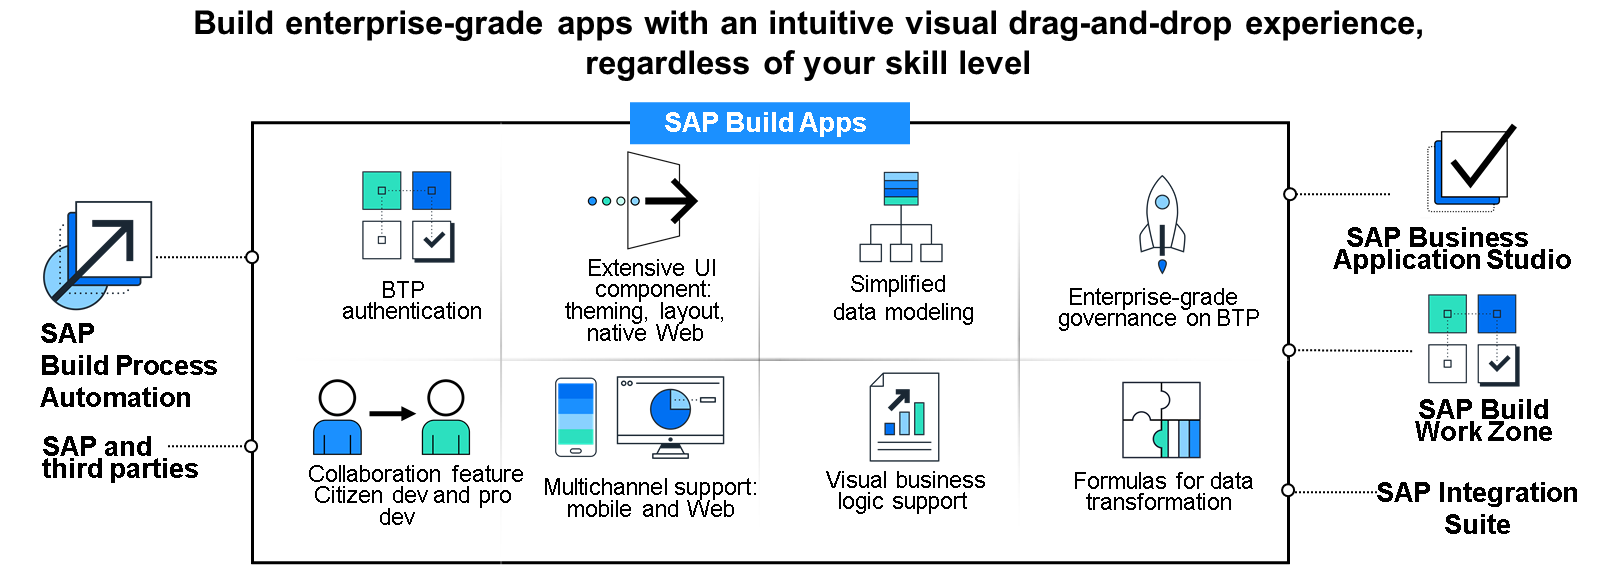 Build enterprise-grade apps with an intuitive visual drag-and-drop experience,
regardless of your skill level
SAP Build Apps
SAP
Build Process
Automation
SAP and
third parties
BTP
authentication
Extensive UI
component:
theming, layout,
native Web
Simplified
data modeling
Enterprise-grade
governance on BTP
Collaboration feature
Citizen dev and pro
dev
Multichannel support:
mobile and Web
Visual business
logic support
Formulas for data
transformation
SAP Business
Application Studio
SAP Build
Work Zone
SAP Integration
Suite